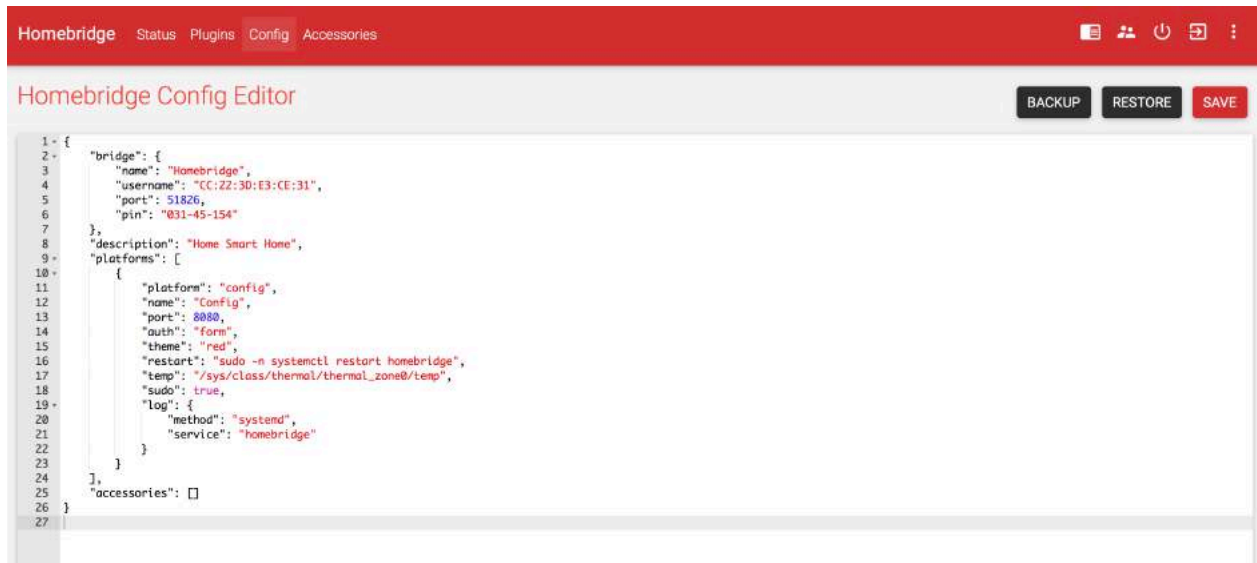 Homebridge Status Plugins Config Accessories
Homebridge Config Editor
BACKUP RESTORE SAVE
1 {
2 "bridge": {
3 "name": "Homebridge",
4 "username": "CC:22:3D:E3:CE:31",
5 "port": 51826,
6 "pin": "031-45-154"
7 },
8 "description": "Home Smart Home",
9 "platforms": [
10 {
11 "platform": "config",
12 "name": "Config",
13 "port": 8080,
14 "auth": "form",
15 "theme": "red",
16 "restart": "sudo -n systemctl restart homebridge",
17 "temp": "/sys/class/thermal/thermal_zone0/temp",
18 "sudo": true,
19 "log": {
20 "method": "systemd",
21 "service": "homebridge"
22 }
23 }
24 ],
25 "accessories": []
26 }
27